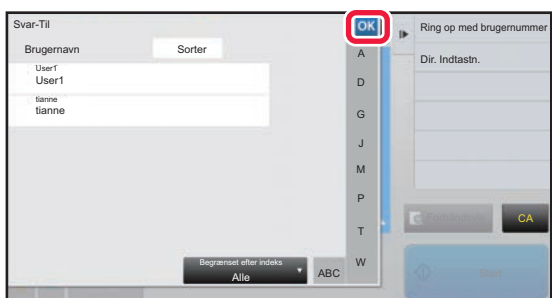 Svar-Til
OK
Brugernavn
Sorter
User1
User1
tianne
tianne
A
D
G
J
M
P
T
W
Begrænset efter indeks
Alle
ABC
Ring op med brugernummer
Dir. Indtastn.
CA
Start